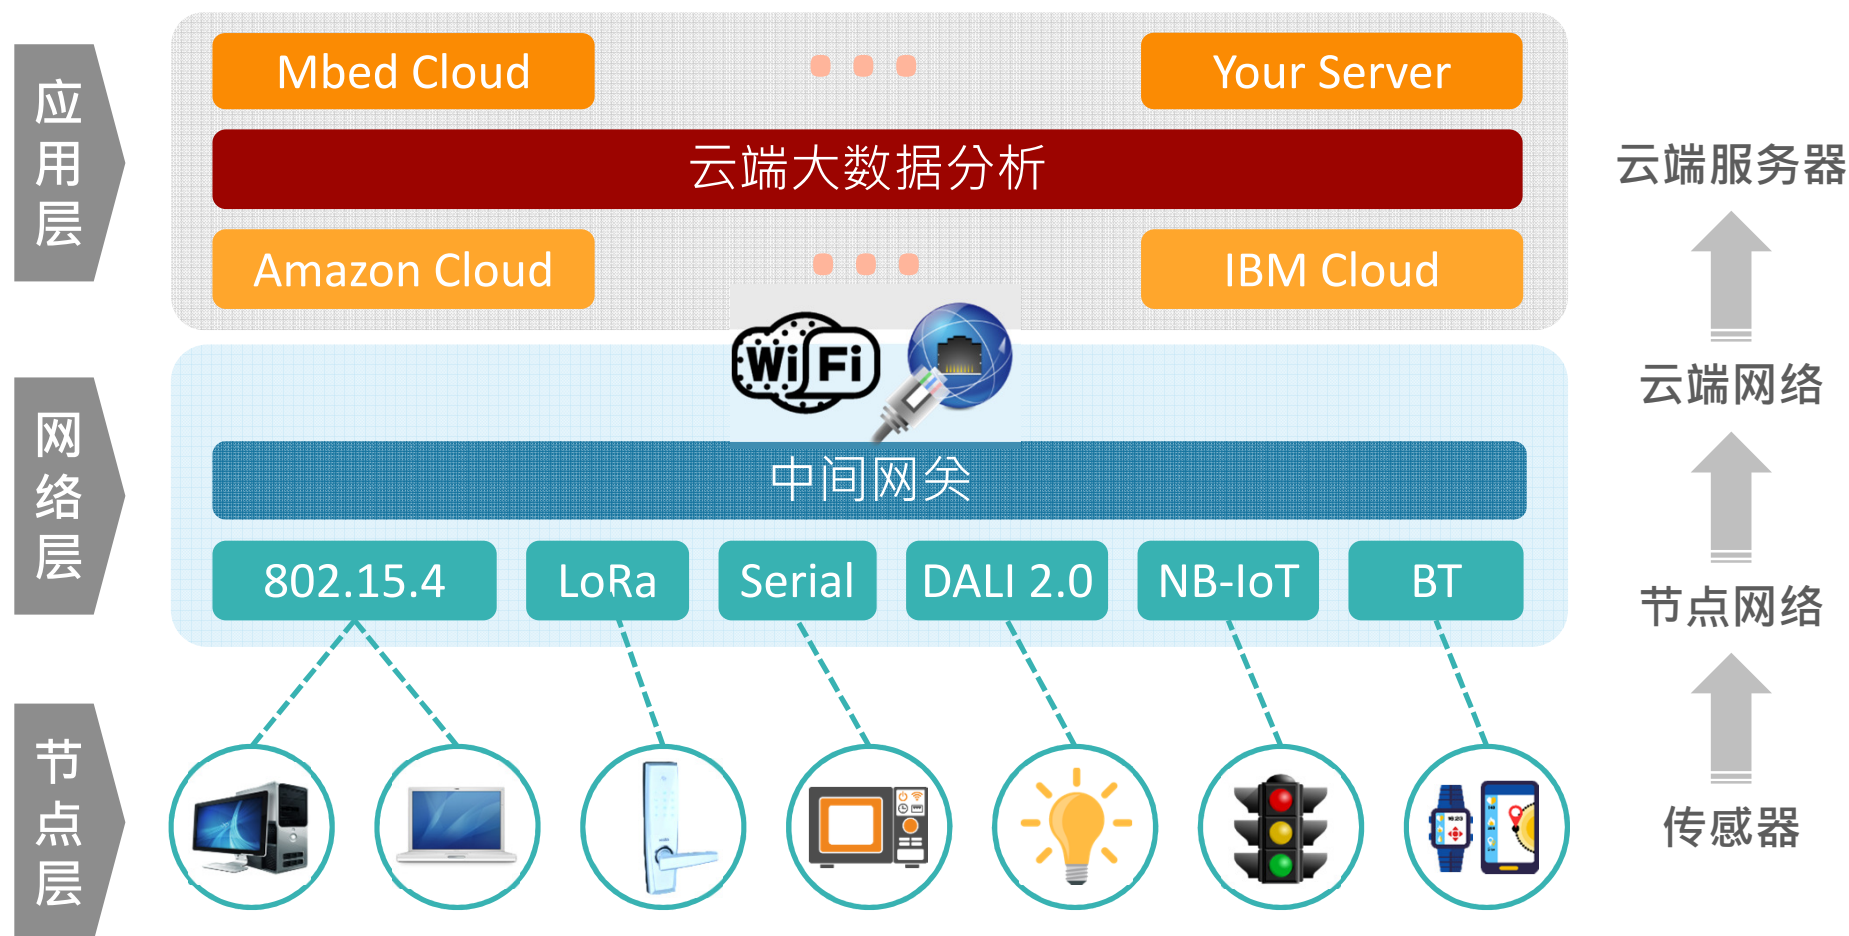 应用层
Mbed Cloud
Your Server
云端大数据分析
Amazon Cloud
IBM Cloud
云端服务器
网络层
WiFi
中间网关
802.15.4
LoRa
Serial
DALI 2.0
NB-IoT
BT
云端网络
节点网络
节点层
传感器